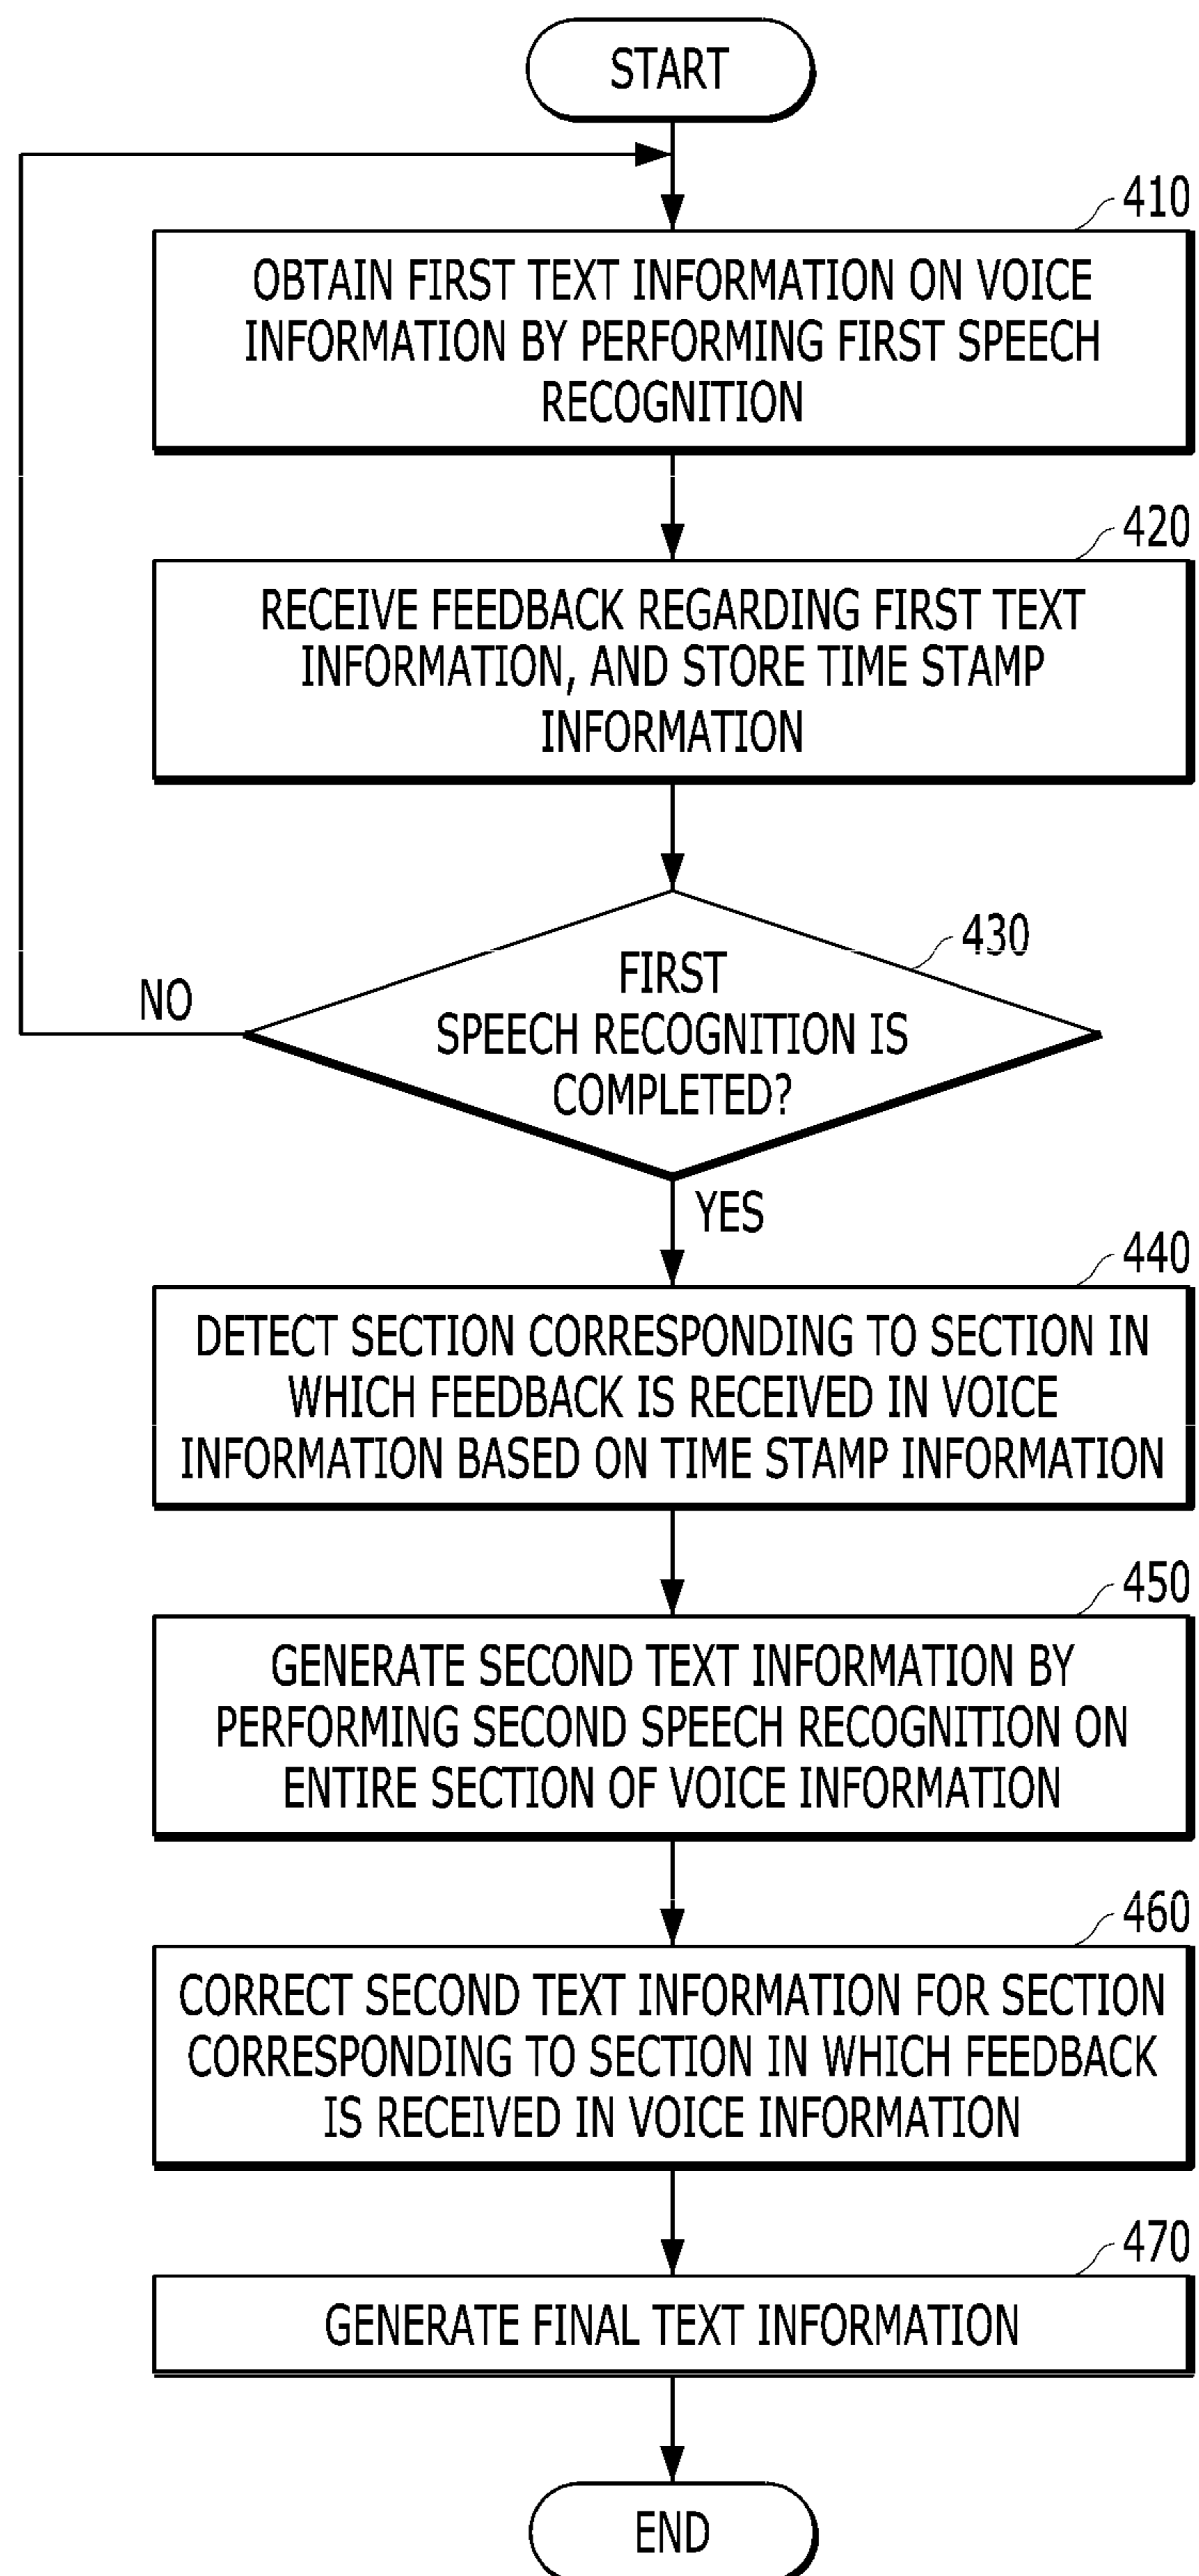 START
410
OBTAIN FIRST TEXT INFORMATION ON VOICE
INFORMATION BY PERFORMING FIRST SPEECH
RECOGNITION
420
RECEIVE FEEDBACK REGARDING FIRST TEXT
INFORMATION, AND STORE TIME STAMP
INFORMATION
430
FIRST
SPEECH RECOGNITION IS
COMPLETED?
NO
YES
440
DETECT SECTION CORRESPONDING TO SECTION IN
WHICH FEEDBACK IS RECEIVED IN VOICE
INFORMATION BASED ON TIME STAMP INFORMATION
450
GENERATE SECOND TEXT INFORMATION BY
PERFORMING SECOND SPEECH RECOGNITION ON
ENTIRE SECTION OF VOICE INFORMATION
460
CORRECT SECOND TEXT INFORMATION FOR SECTION
CORRESPONDING TO SECTION IN WHICH FEEDBACK
IS RECEIVED IN VOICE INFORMATION
470
GENERATE FINAL TEXT INFORMATION
END